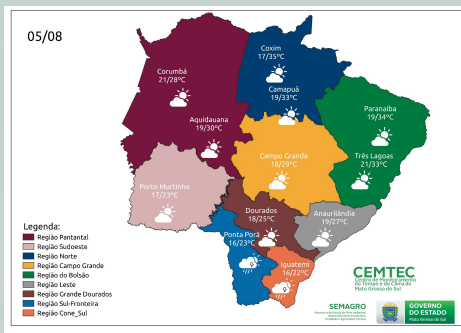 05/08
Coxim
17/35°C
Corumbá
21/28°C
Camapuã
19/33°C
Paranaíba
19/34°C
Aquidauana
19/30°C
Campo Grande
18/29°C
Três Lagoas
21/33°C
Porto Murtinho
17/23°C
Dourados
18/25°C
Anaurilândia
19/27°C
Ponta Porã
16/23°C
Iguatemi
16/22°C
Legenda:
Região Pantantal
Região Sudoeste
Região Norte
Região Campo Grande
Região do Bolsão
Região Leste
Região Grande Dourados
Região Sul-Fronteira
Região Cone_Sul
CEMTEC
Centro de Monitoramento
do Tempo e do Clima de
Mato Grosso do Sul
SEMAGRO
GOVERNO
DO ESTADO
Mato Grosso do Sul